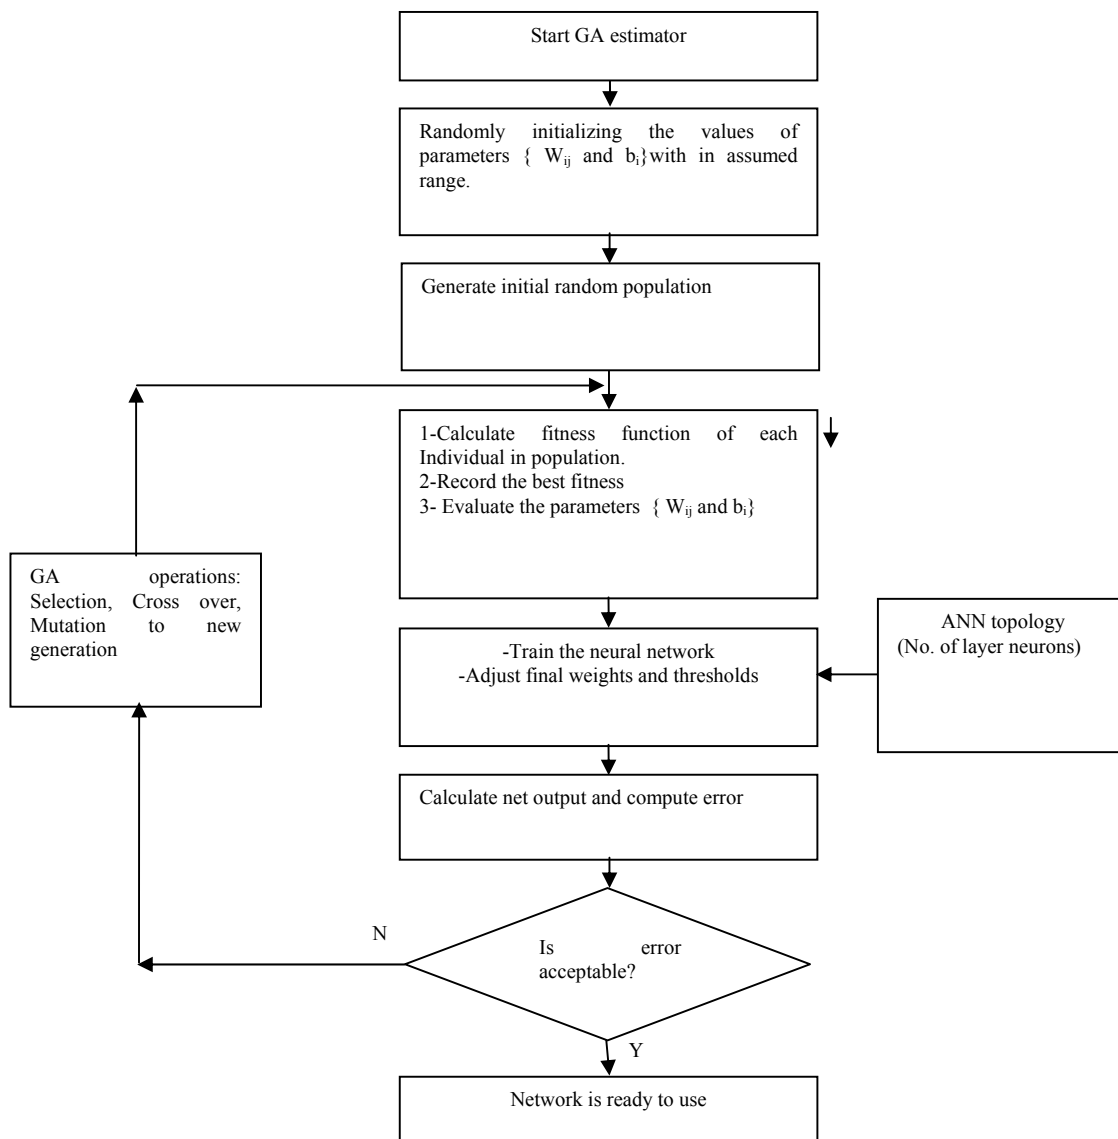 Start GA estimator
Randomly initializing the values of
parameters { Wij and bi}with in assumed
range.
Generate initial random population
1-Calculate fitness function of each
Individual in population.
2-Record the best fitness
3- Evaluate the parameters { Wij and bi}
GA operations:
Selection, Cross over,
Mutation to new
generation
-Train the neural network
-Adjust final weights and thresholds
ANN topology
(No. of layer neurons)
Calculate net output and compute error
N
Is error
acceptable?
Y
Network is ready to use